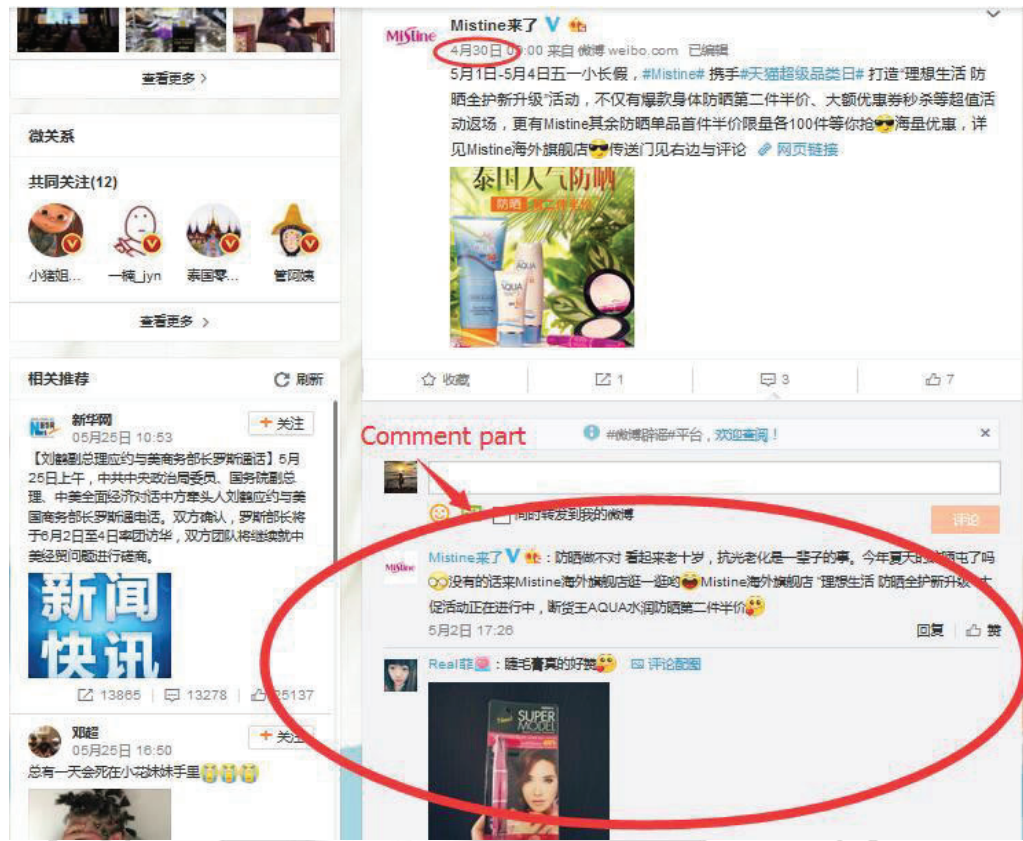 查看更多 >
微关系
共同关注(12)
小猪姐...
一楠_jyn
泰国零...
管阿姨
查看更多 >
相关推荐
刷新
新华网
05月25日 10:53
+ 关注
【刘鹤副总理应约与美商务部长罗斯通话】5月
25日上午，中共中央政治局委员、国务院副总
理、中美全面经济对话中方牵头人刘鹤应约与美
国商务部长罗斯通电话。双方确认，罗斯部长将
于6月2日至4日率团访华，双方团队将继续就中
美经贸问题进行磋商。
新闻
快讯
13865
13278
25137
邓超
05月25日 16:50
+ 关注
总有一天会死在小花妹妹手里
MiStine
Mistine来了
4月30日 09:00 来自 微博 weibo.com 已编辑
5月1日-5月4日五一小长假，#Mistine# 携手#天猫超级品类日# 打造“理想生活 防
晒全护新升级”活动，不仅有爆款身体防晒第二件半价、大额优惠券秒杀等超值活
动返场，更有Mistine其余防晒单品首件半价限量各100件等你抢海量优惠，详
见Mistine海外旗舰店传送门见右边与评论 网页链接
泰国人气防晒
防晒 第二件半价
AQUA
AQUA
收藏
1
3
7
Comment part
#微博辟谣#平台，欢迎查阅！
×
同时转发到我的微博
评论
MiStine
Mistine来了：防晒做不对 看起来老十岁，抗光老化是一辈子的事。今年夏天的防晒屯了吗
没有的话来Mistine海外旗舰店逛一逛哟Mistine海外旗舰店 “理想生活 防晒全护新升级”大
促活动正在进行中，断货王AQUA水润防晒第二件半价
5月2日 17:26
回复
赞
Real菲：睫毛膏真的好赞 评论配图
SUPER
MODEL